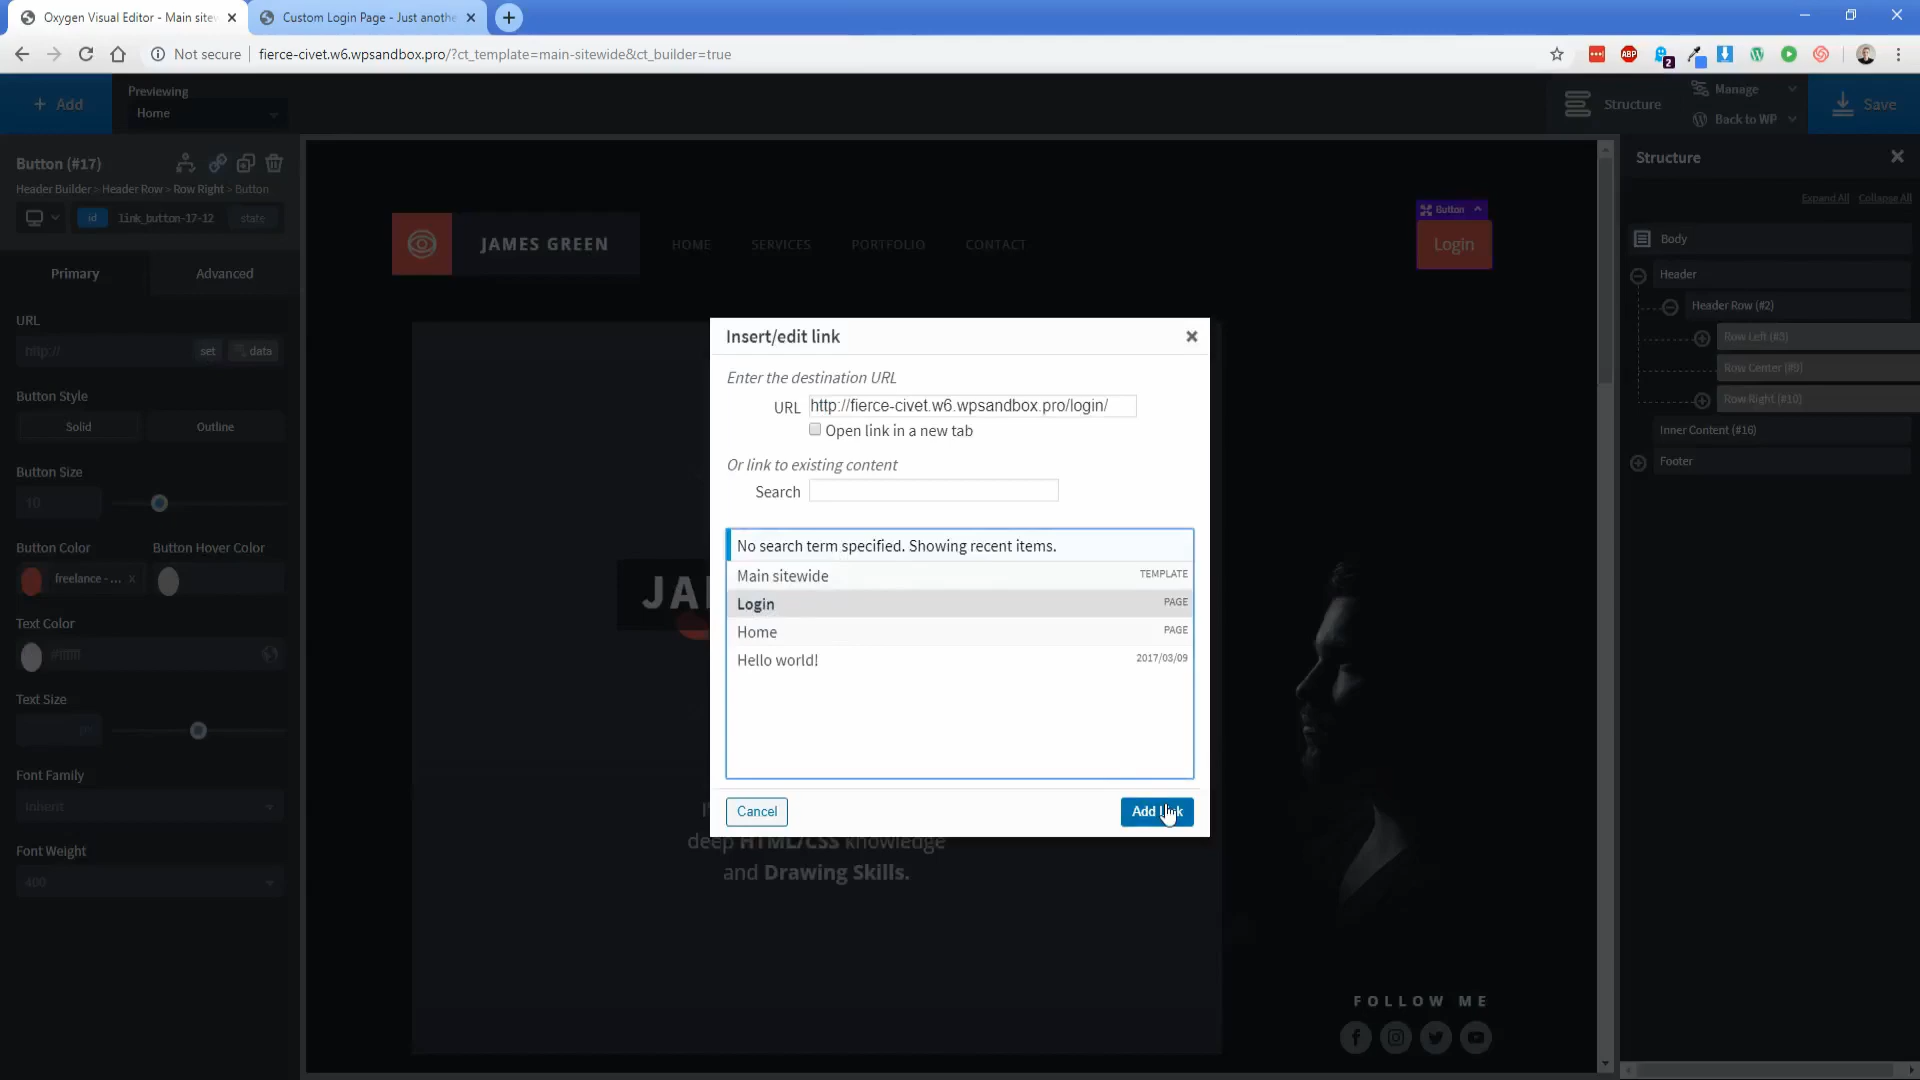 Oxygen Visual Editor - Main sitew
Custom Login Page - Just anothe
Not secure
fierce-civet.w6.wpsandbox.pro/?ct_template=main-sitewide&ct_builder=true
ABP
2
+ Add
Previewing
Home
Structure
Manage
Back to WP
Save
Button (#17)
Header Builder > Header Row > Row Right > Button
id
link_button-17-12
state
Primary
Advanced
URL
http://
set
data
Button Style
Solid
Outline
Button Size
10
Button Color
Button Hover Color
freelance - ...
x
Text Color
#ffffff
Text Size
px
Font Family
Inherit
Font Weight
400
JAMES GREEN
HOME
SERVICES
PORTFOLIO
CONTACT
Button
Login
Insert/edit link
Enter the destination URL
URL
http://fierce-civet.w6.wpsandbox.pro/login/
Open link in a new tab
Or link to existing content
Search
No search term specified. Showing recent items.
Main sitewide
TEMPLATE
Login
PAGE
Home
PAGE
Hello world!
2017/03/09
Cancel
Add Link
JA
deep HTML/CSS knowledge
and Drawing Skills.
FOLLOW ME
Structure
Expand All
Collapse All
Body
Header
Header Row (#2)
Row Left (#3)
Row Center (#9)
Row Right (#10)
Inner Content (#16)
Footer